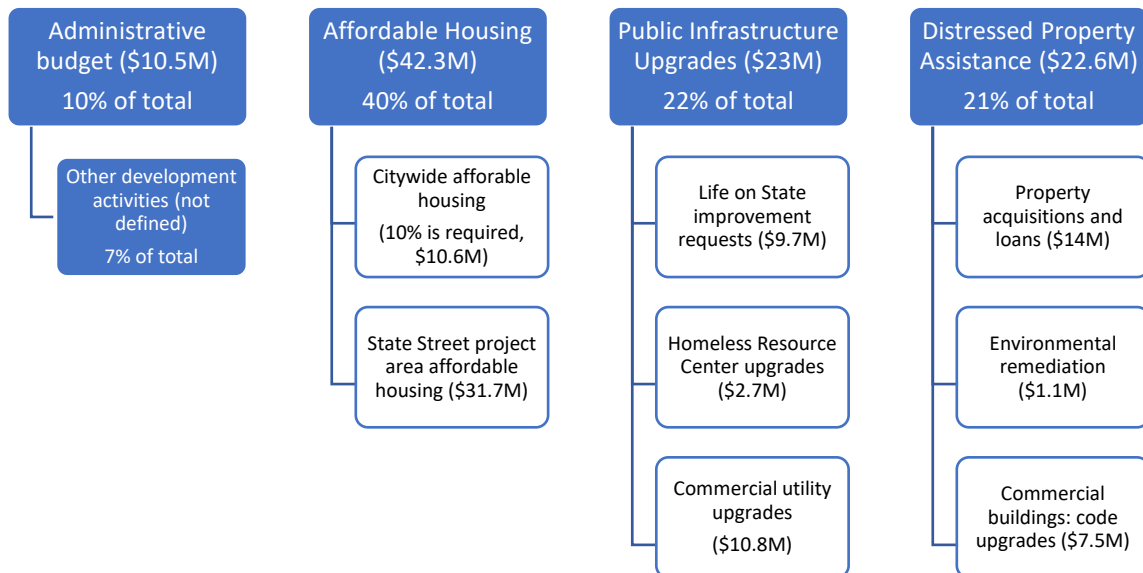 Administrative
budget ($10.5M)
10% of total
Other development
activities (not
defined)
7% of total
Affordable Housing
($42.3M)
40% of total
Citywide afforable
housing
(10% is required,
$10.6M)
State Street project
area affordable
housing ($31.7M)
Public Infrastructure
Upgrades ($23M)
22% of total
Life on State
improvement
requests ($9.7M)
Homeless Resource
Center upgrades
($2.7M)
Commercial utility
upgrades
($10.8M)
Distressed Property
Assistance ($22.6M)
21% of total
Property
acquisitions and
loans ($14M)
Environmental
remediation
($1.1M)
Commercial
buildings: code
upgrades ($7.5M)